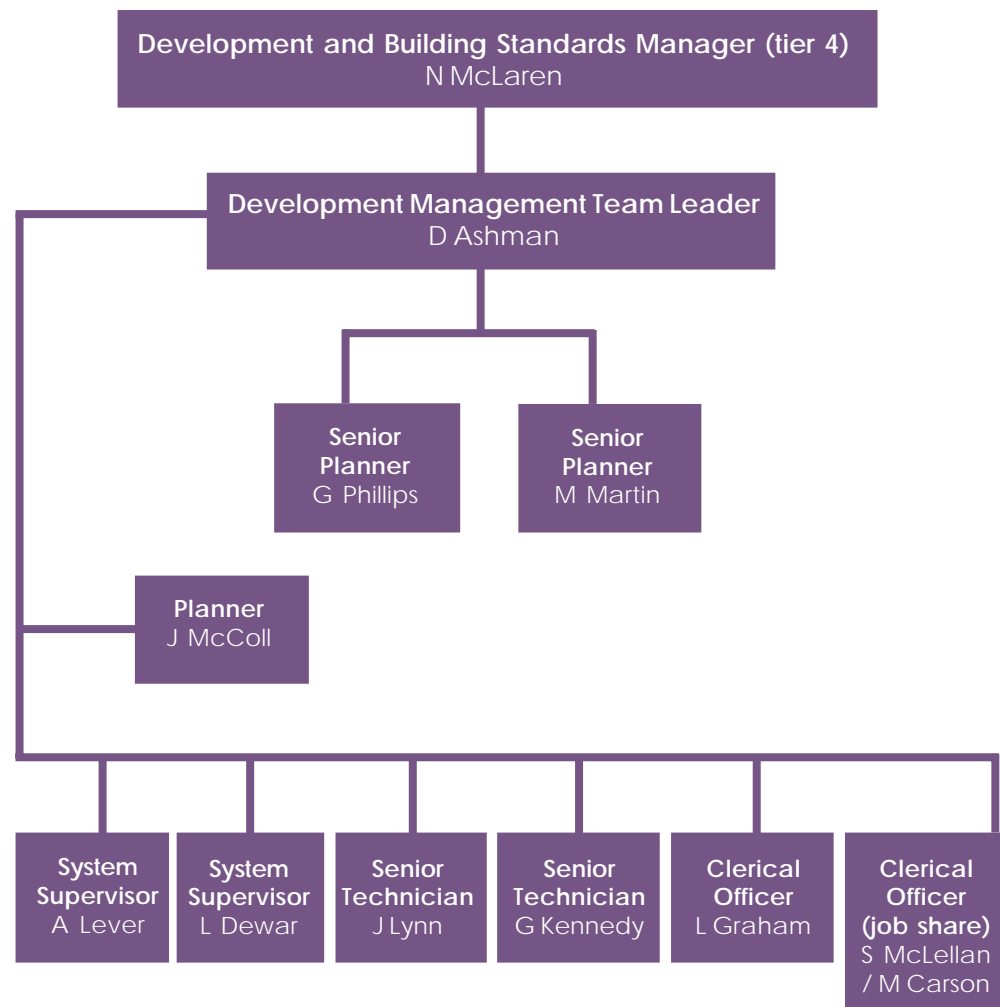 Development and Building Standards Manager (tier 4)
N McLaren
Development Management Team Leader
D Ashman
Senior
Planner
G Phillips
Senior
Planner
M Martin
Planner
J McColl
System
Supervisor
A Lever
System
Supervisor
L Dewar
Senior
Technician
J Lynn
Senior
Technician
G Kennedy
Clerical
Officer
L Graham
Clerical
Officer
(job share)
S McLellan
/ M Carson